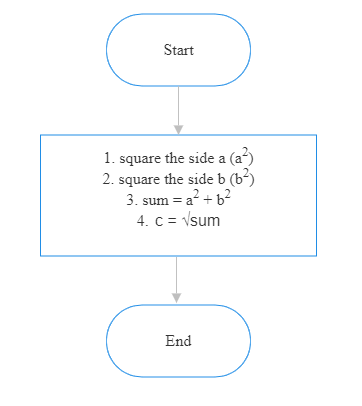 Start
1. square the side a (a²)
2. square the side b (b²)
3. sum = a² + b²
4. c = √sum
End